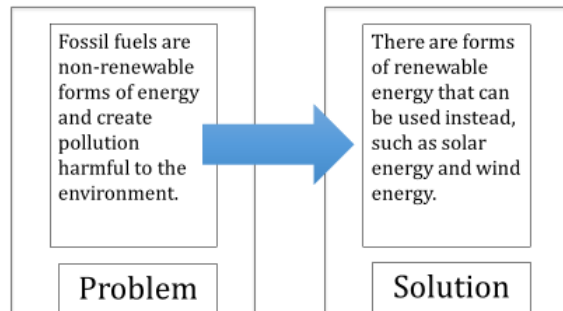 Fossil fuels are
non-renewable
forms of energy
and create
pollution
harmful to the
environment.
Problem
There are forms
of renewable
energy that can
be used instead,
such as solar
energy and wind
energy.
Solution